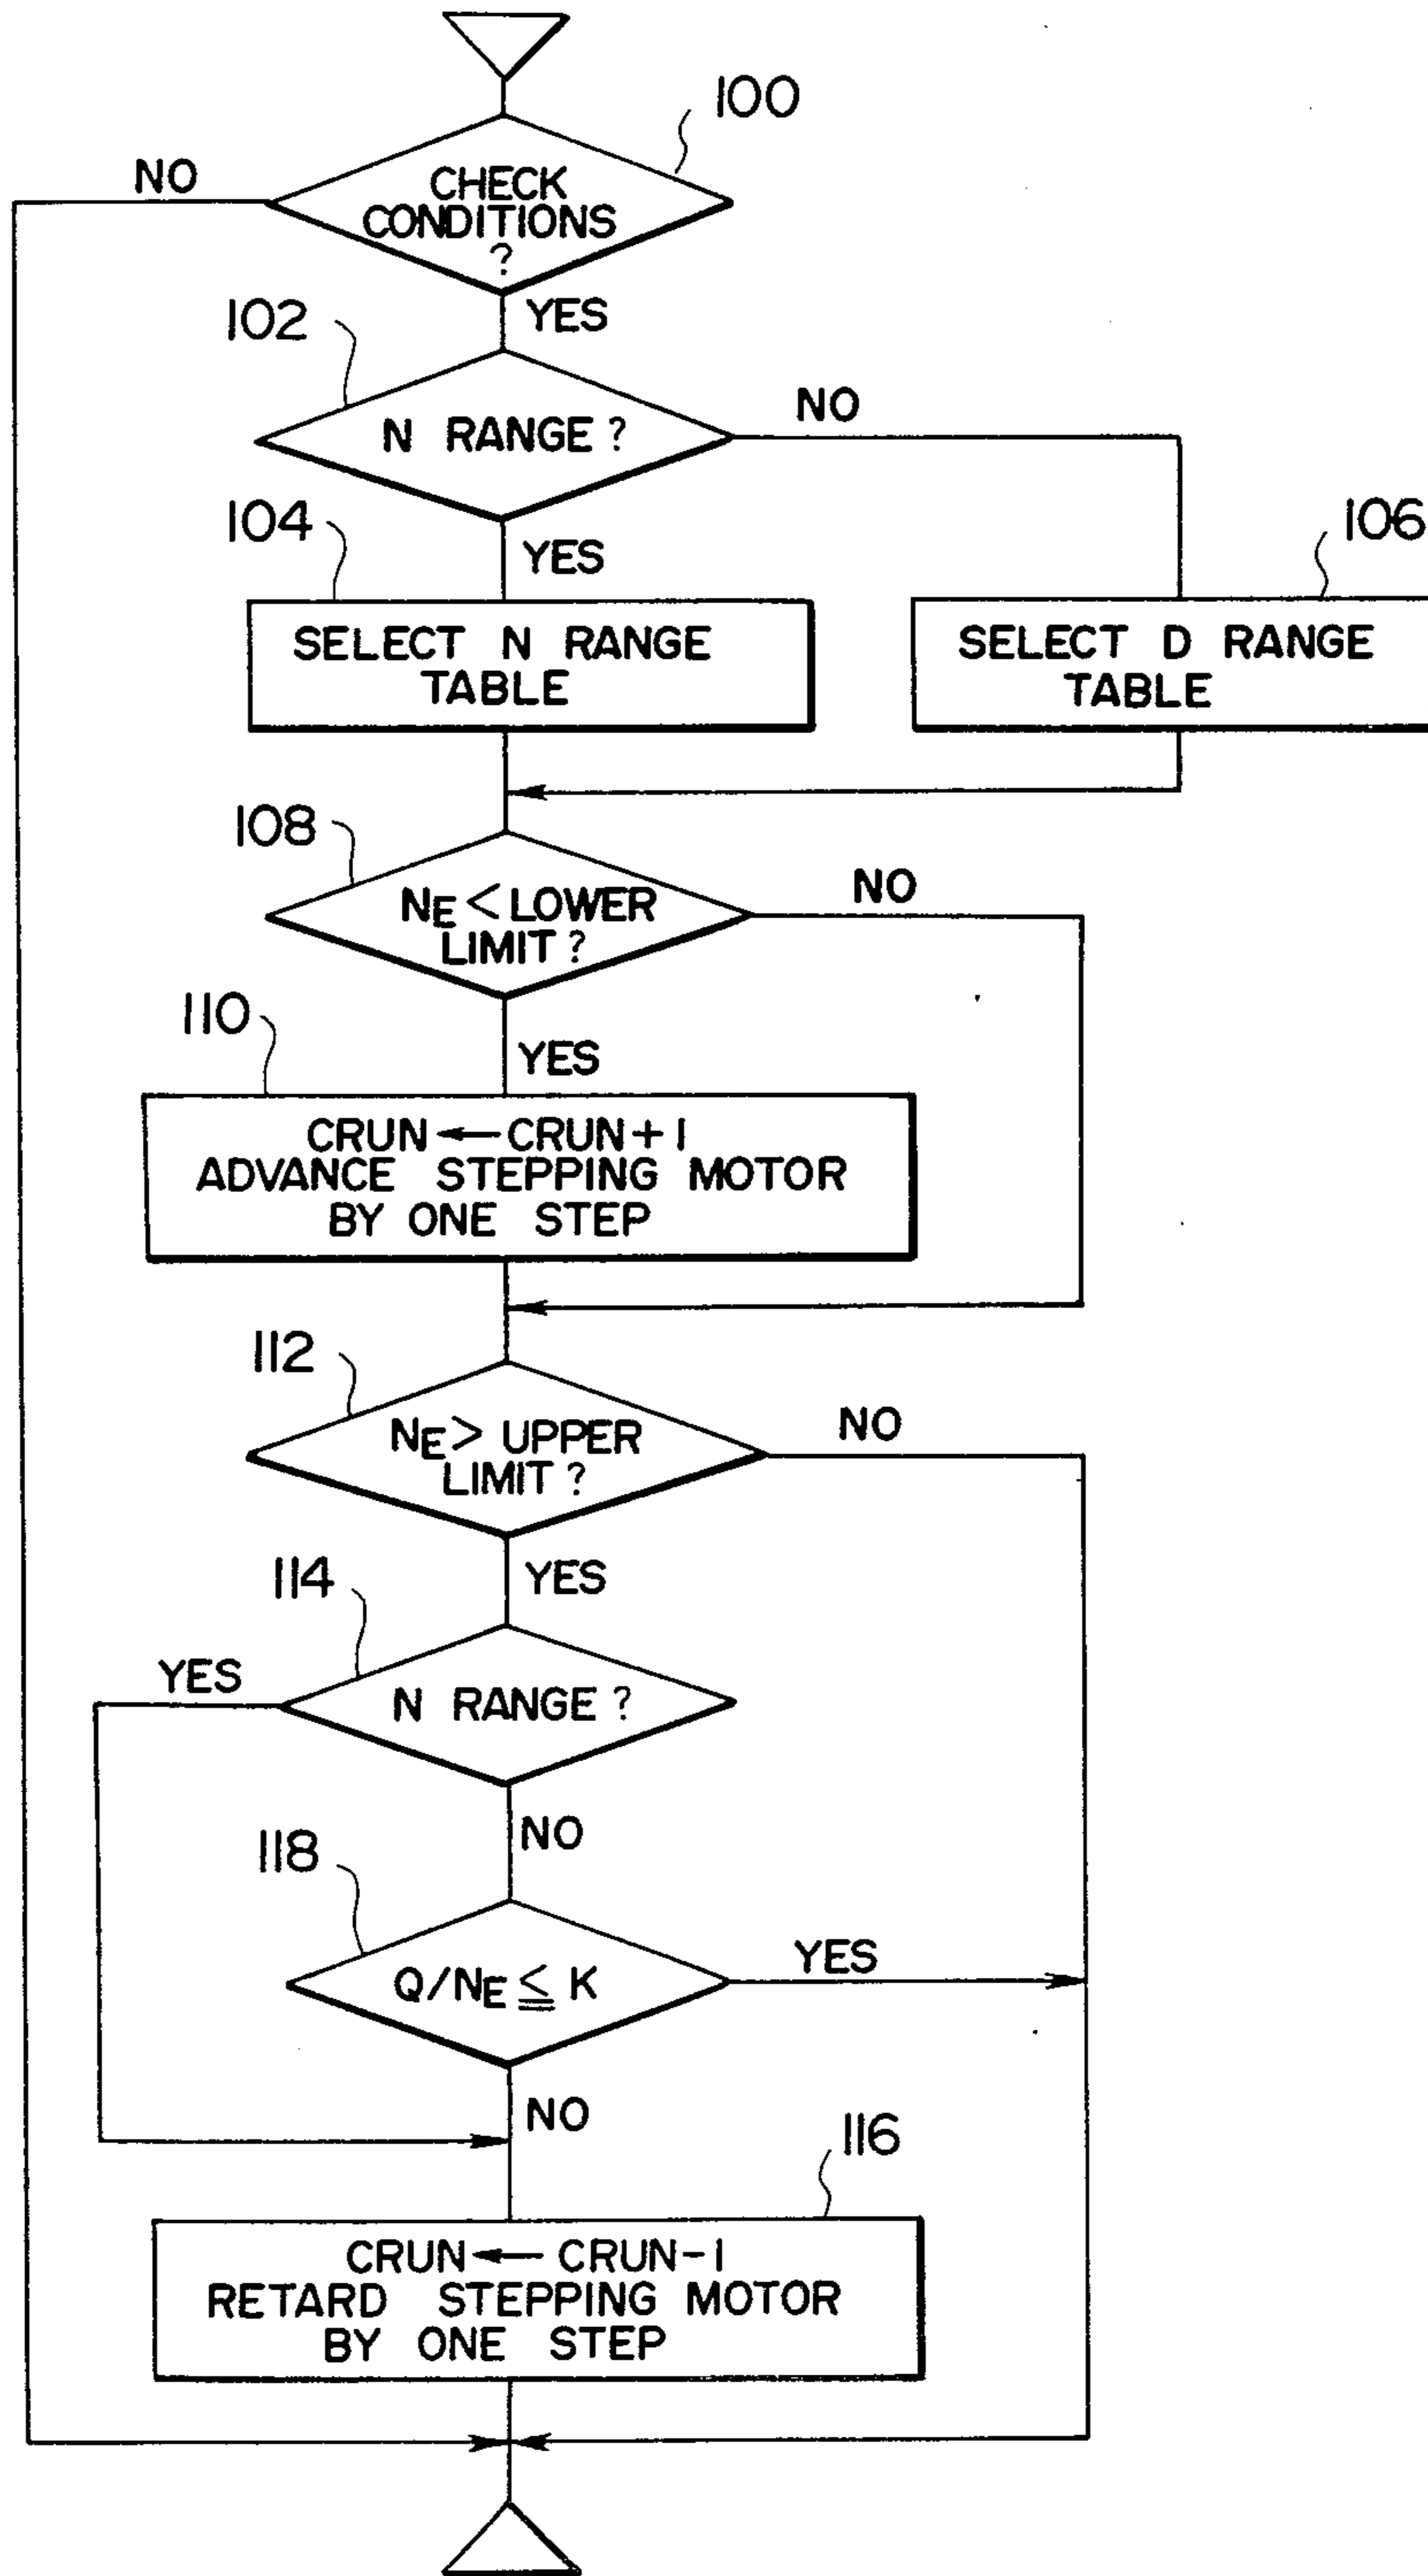 100
NO
CHECK
CONDITIONS
?
YES
102
N RANGE ?
NO
YES
104
106
SELECT N RANGE
TABLE
SELECT D RANGE
TABLE
108
NE < LOWER
LIMIT ?
NO
YES
110
CRUN ← CRUN + 1
ADVANCE STEPPING MOTOR
BY ONE STEP
112
NE > UPPER
LIMIT ?
NO
YES
114
YES
N RANGE ?
NO
118
Q/NE ≦ K
YES
NO
116
CRUN ← CRUN-1
RETARD STEPPING MOTOR
BY ONE STEP